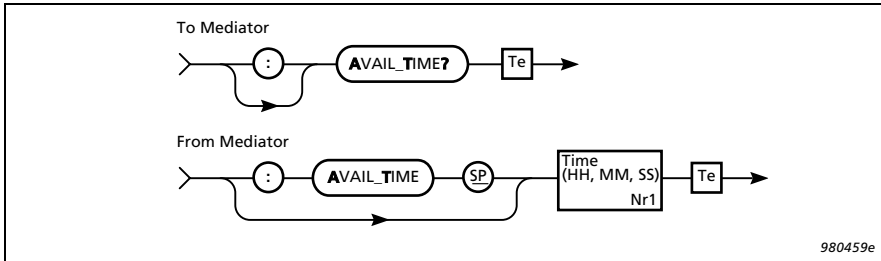 To Mediator
: AVAIL_TIME? Te
From Mediator
: AVAIL_TIME SP Time
(HH, MM, SS)
Nr1 Te
980459e